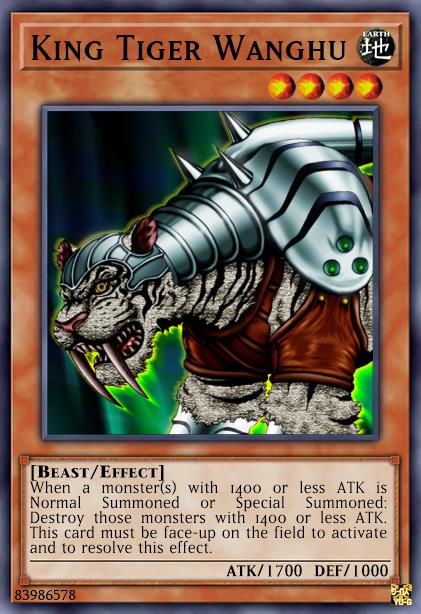 KING TIGER WANGHU
EARTH
地
[BEAST/EFFECT]
When a monster(s) with 1400 or less ATK is
Normal Summoned or Special Summoned:
Destroy those monsters with 1400 or less ATK.
This card must be face-up on the field to activate
and to resolve this effect.
ATK/1700 DEF/1000
83986578